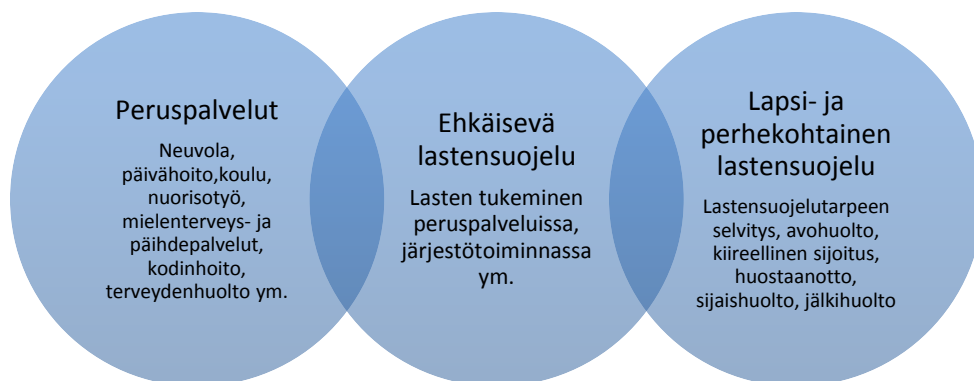 Peruspalvelut
Neuvola,
päivähoito,koulu,
nuorisotyö,
mielenterveys- ja
päihdepalvelut,
kodinhoito,
terveydenhuolto ym.
Ehkäisevä
lastensuojelu
Lasten tukeminen
peruspalveluissa,
järjestötoiminnassa
ym.
Lapsi- ja
perhekohtainen
lastensuojelu
Lastensuojelutarpeen
selvitys, avohuolto,
kiireellinen sijoitus,
huostaanotto,
sijaishuolto, jälkihuolto